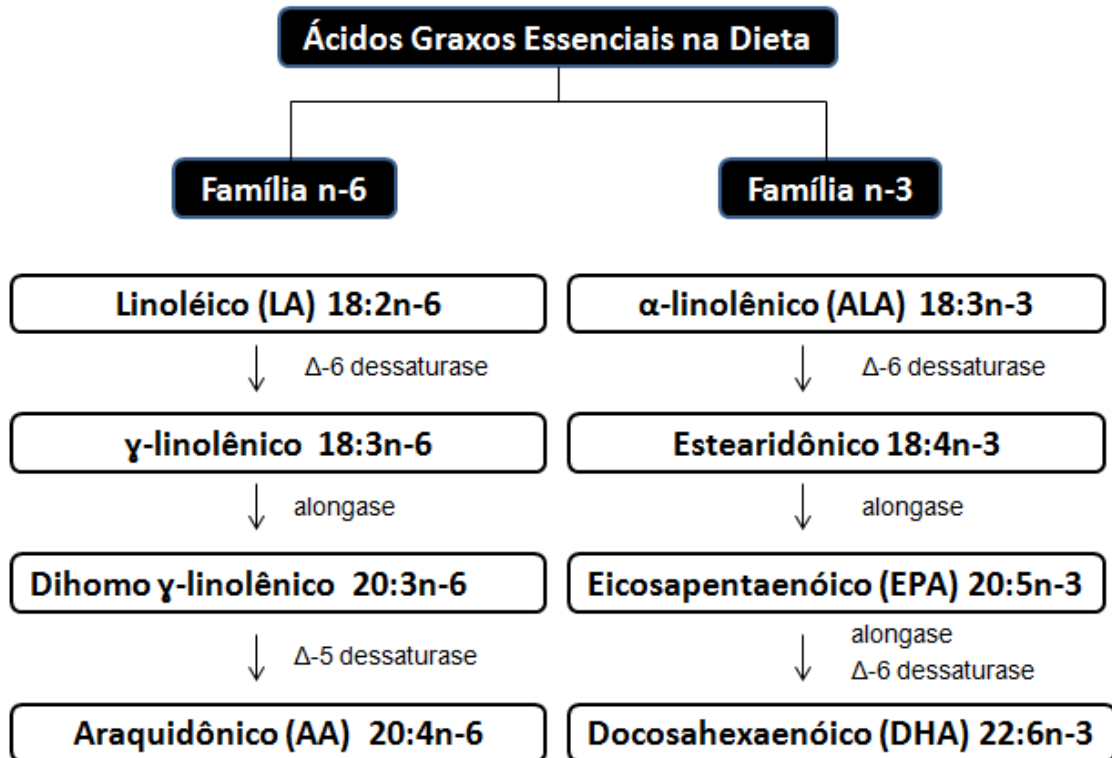 Ácidos Graxos Essenciais na Dieta
Família n-6
Família n-3
Linoléico (LA) 18:2n-6
Δ-6 dessaturase
ɣ-linolênico 18:3n-6
alongase
Dihomo ɣ-linolênico 20:3n-6
Δ-5 dessaturase
Araquidônico (AA) 20:4n-6
α-linolênico (ALA) 18:3n-3
Δ-6 dessaturase
Estearidônico 18:4n-3
alongase
Eicosapentaenóico (EPA) 20:5n-3
alongase
Δ-6 dessaturase
Docosahexaenóico (DHA) 22:6n-3